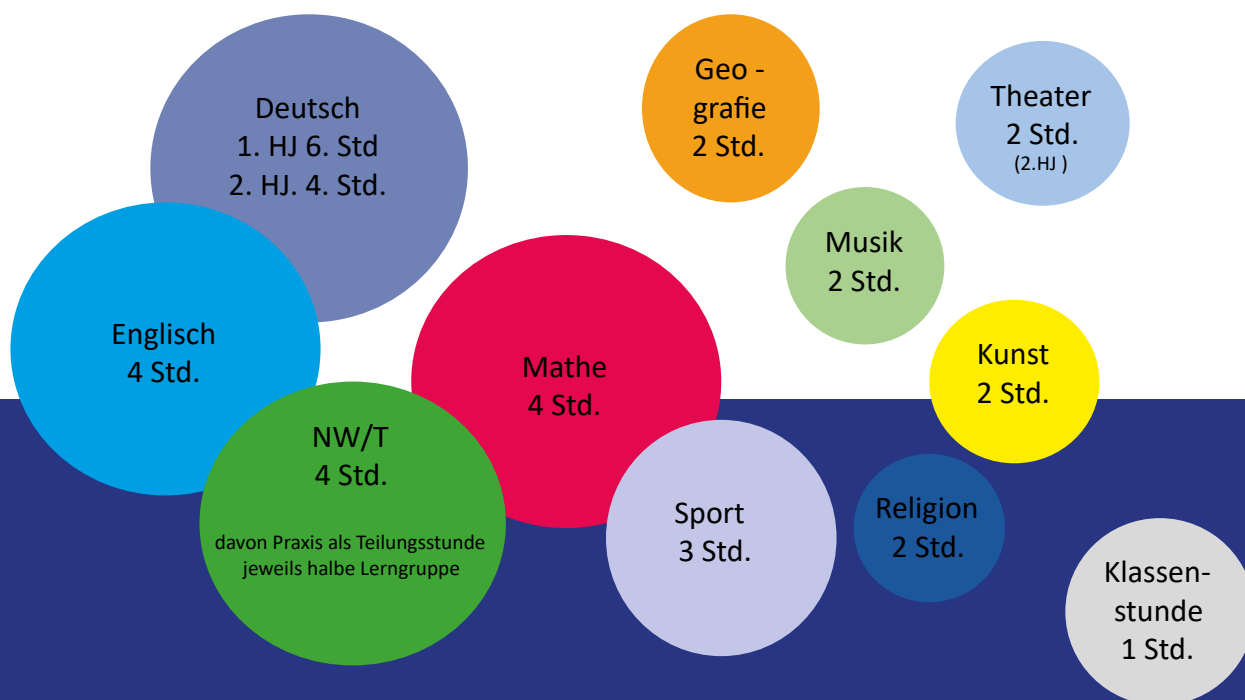 Deutsch
1. HJ 6. Std
2. HJ. 4. Std.
Geo -
grafie
2 Std.
Theater
2 Std.
(2.HJ )
Musik
2 Std.
Englisch
4 Std.
Mathe
4 Std.
Kunst
2 Std.
NW/T
4 Std.
davon Praxis als Teilungsstunde
jeweils halbe Lerngruppe
Sport
3 Std.
Religion
2 Std.
Klassen-
stunde
1 Std.